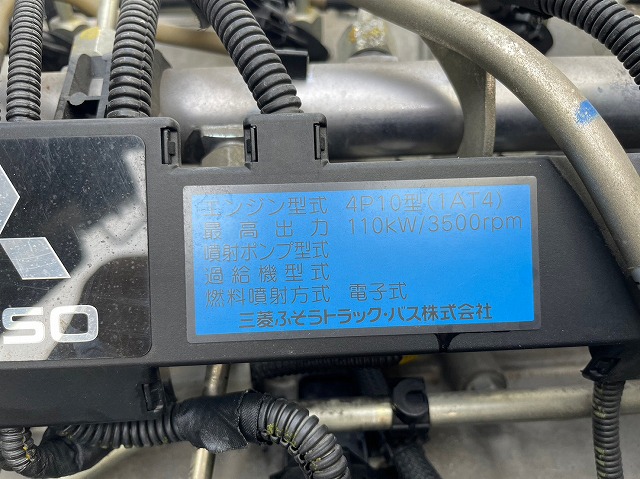 エンジン型式 4P10型(1AT4)
最高出力 110kW/3500rpm
噴射ポンプ型式
過給機型式
燃料噴射方式 電子式
三菱ふそうトラック・バス株式会社
SO